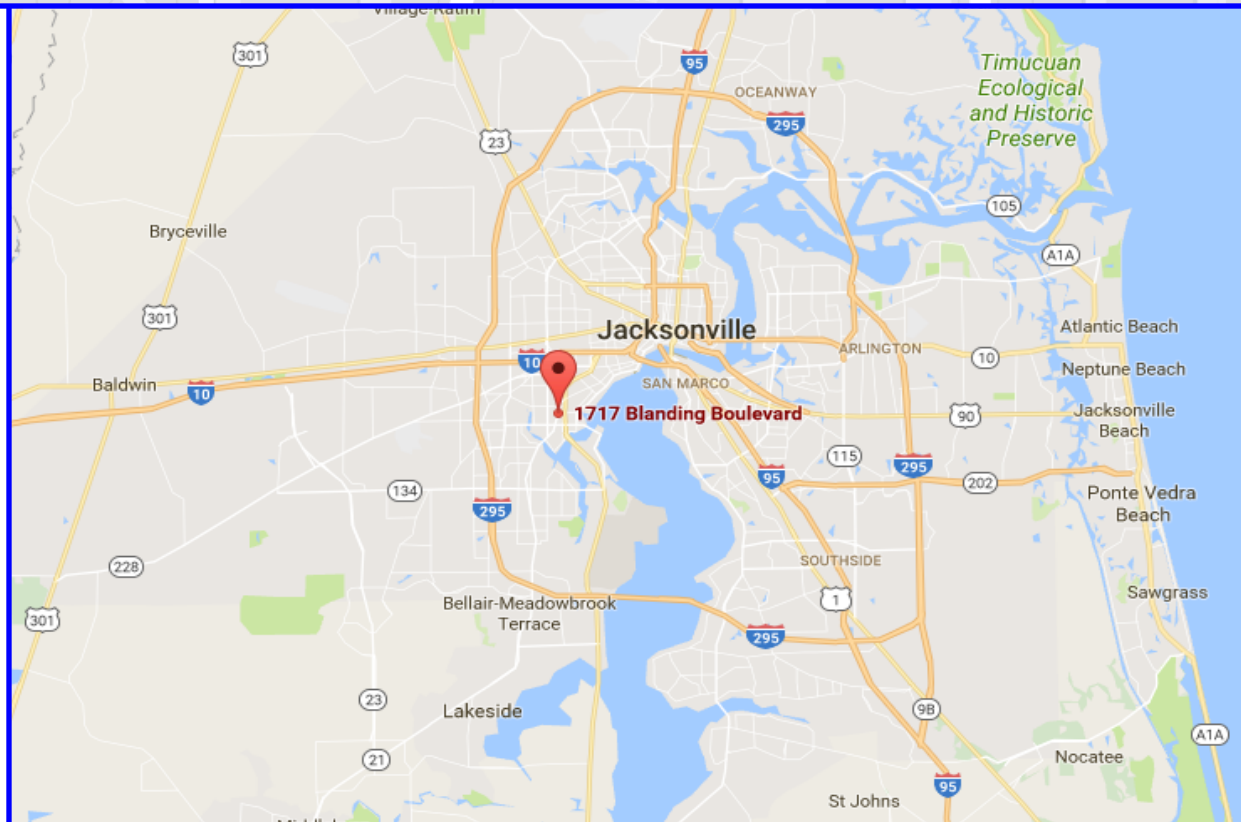 301
95
OCEANWAY
Timucuan
Ecological
and Historic
Preserve
295
23
105
Bryceville
A1A
301
Jacksonville
Atlantic Beach
ARLINGTON
10
10
Neptune Beach
Baldwin
10
SAN MARCO
1717 Blanding Boulevard
90
Jacksonville
Beach
115
295
95
202
134
Ponte Vedra
Beach
295
SOUTHSIDE
228
Sawgrass
1
Bellair-Meadowbrook
Terrace
301
295
23
Lakeside
9B
A1A
21
Nocatee
95
St Johns